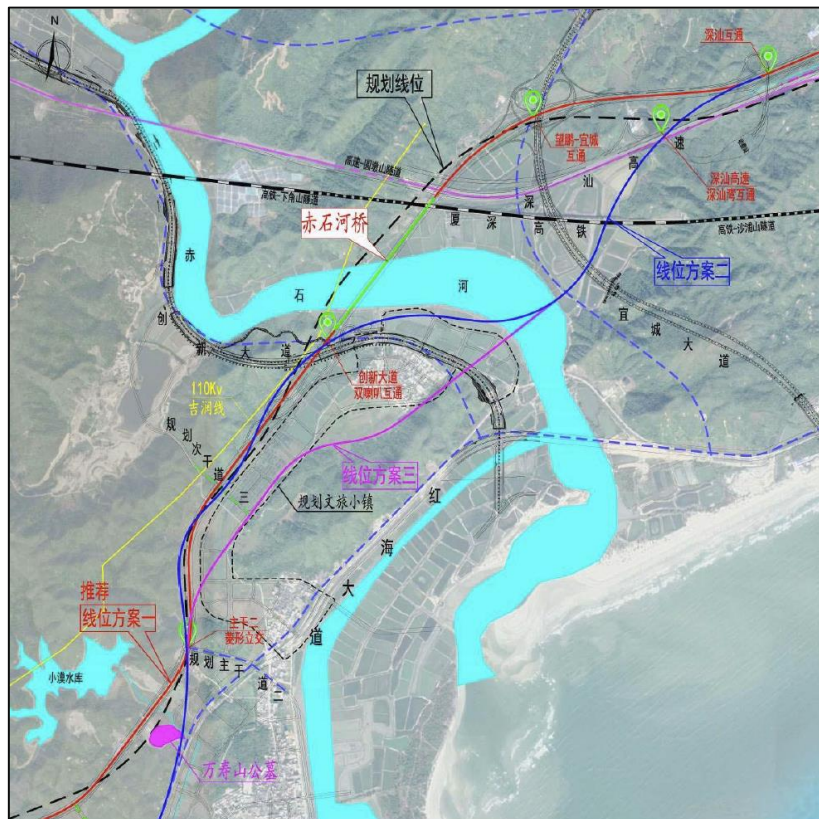 N
深汕互通
规划线位
望鹏-宜城
互通
高速-圆墩山隧道
深汕高速
深汕高速
深汕湾互通
高铁-下角山隧道
厦深高铁
高铁-沙浦山隧道
赤石河桥
线位方案二
赤石河
创新大道
宜城大道
创新大道
双喇叭互通
110Kv
吉涧线
规划次干道三
线位方案三
规划文旅小镇
红海大道
推荐
线位方案一
主干二
菱形立交
规划主干道二
小漠水库
万寿山公墓